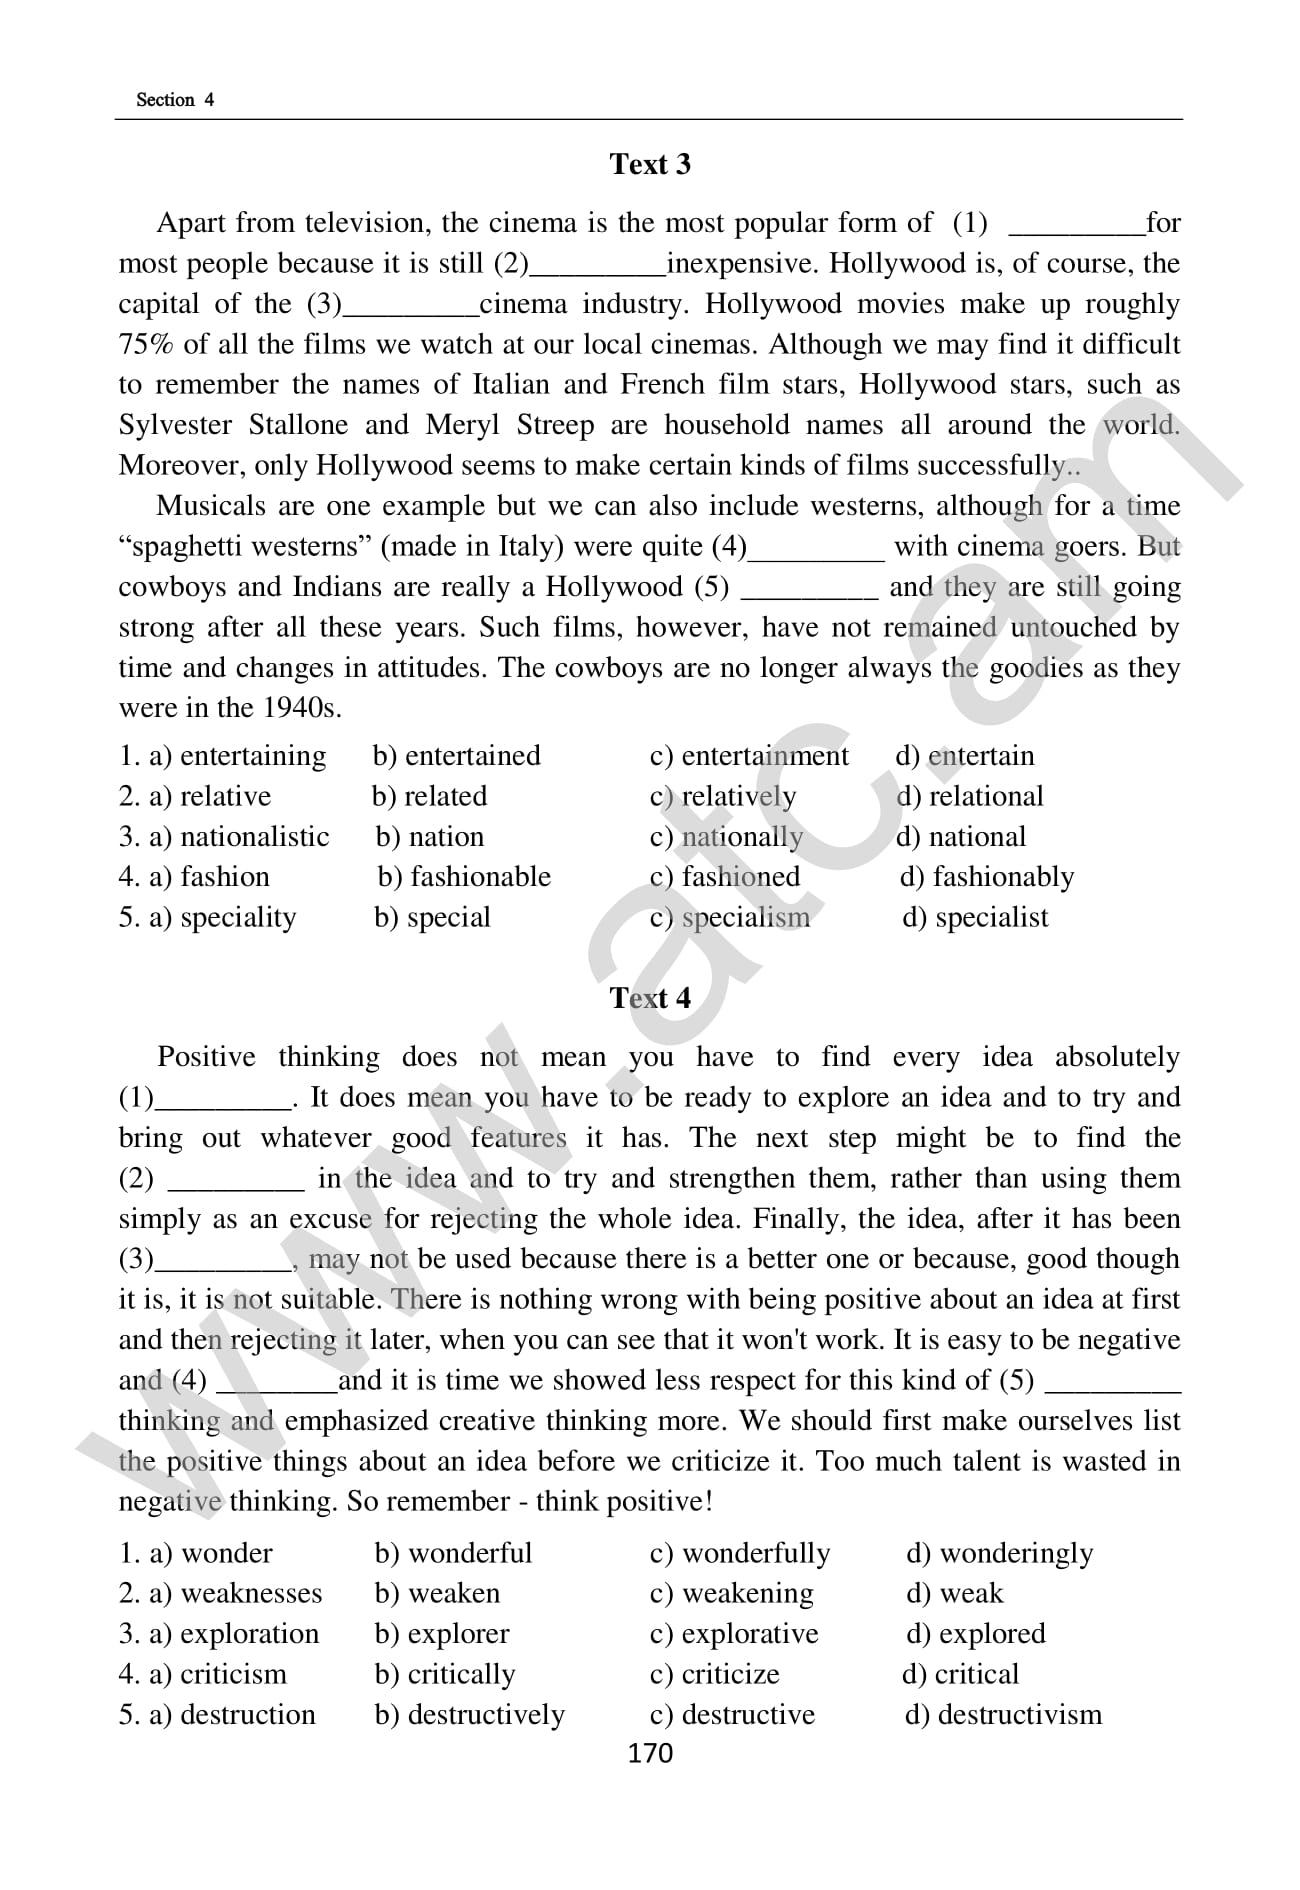 Section 4
Text 3
Apart from television, the cinema is the most popular form of (1) _________for
most people because it is still (2)_________inexpensive. Hollywood is, of course, the
capital of the (3)_________cinema industry. Hollywood movies make up roughly
75% of all the films we watch at our local cinemas. Although we may find it difficult
to remember the names of Italian and French film stars, Hollywood stars, such as
Sylvester Stallone and Meryl Streep are household names all around the world.
Moreover, only Hollywood seems to make certain kinds of films successfully..
Musicals are one example but we can also include westerns, although for a time
“spaghetti westerns” (made in Italy) were quite (4)_________ with cinema goers. But
cowboys and Indians are really a Hollywood (5) _________ and they are still going
strong after all these years. Such films, however, have not remained untouched by
time and changes in attitudes. The cowboys are no longer always the goodies as they
were in the 1940s.
1. a) entertaining b) entertained c) entertainment d) entertain
2. a) relative b) related c) relatively d) relational
3. a) nationalistic b) nation c) nationally d) national
4. a) fashion b) fashionable c) fashioned d) fashionably
5. a) speciality b) special c) specialism d) specialist
Text 4
Positive thinking does not mean you have to find every idea absolutely
(1)_________. It does mean you have to be ready to explore an idea and to try and
bring out whatever good features it has. The next step might be to find the
(2) _________ in the idea and to try and strengthen them, rather than using them
simply as an excuse for rejecting the whole idea. Finally, the idea, after it has been
(3)_________, may not be used because there is a better one or because, good though
it is, it is not suitable. There is nothing wrong with being positive about an idea at first
and then rejecting it later, when you can see that it won't work. It is easy to be negative
and (4) ________and it is time we showed less respect for this kind of (5) _________
thinking and emphasized creative thinking more. We should first make ourselves list
the positive things about an idea before we criticize it. Too much talent is wasted in
negative thinking. So remember - think positive!
1. a) wonder b) wonderful c) wonderfully d) wonderingly
2. a) weaknesses b) weaken c) weakening d) weak
3. a) exploration b) explorer c) explorative d) explored
4. a) criticism b) critically c) criticize d) critical
5. a) destruction b) destructively c) destructive d) destructivism
170
www.atc.am